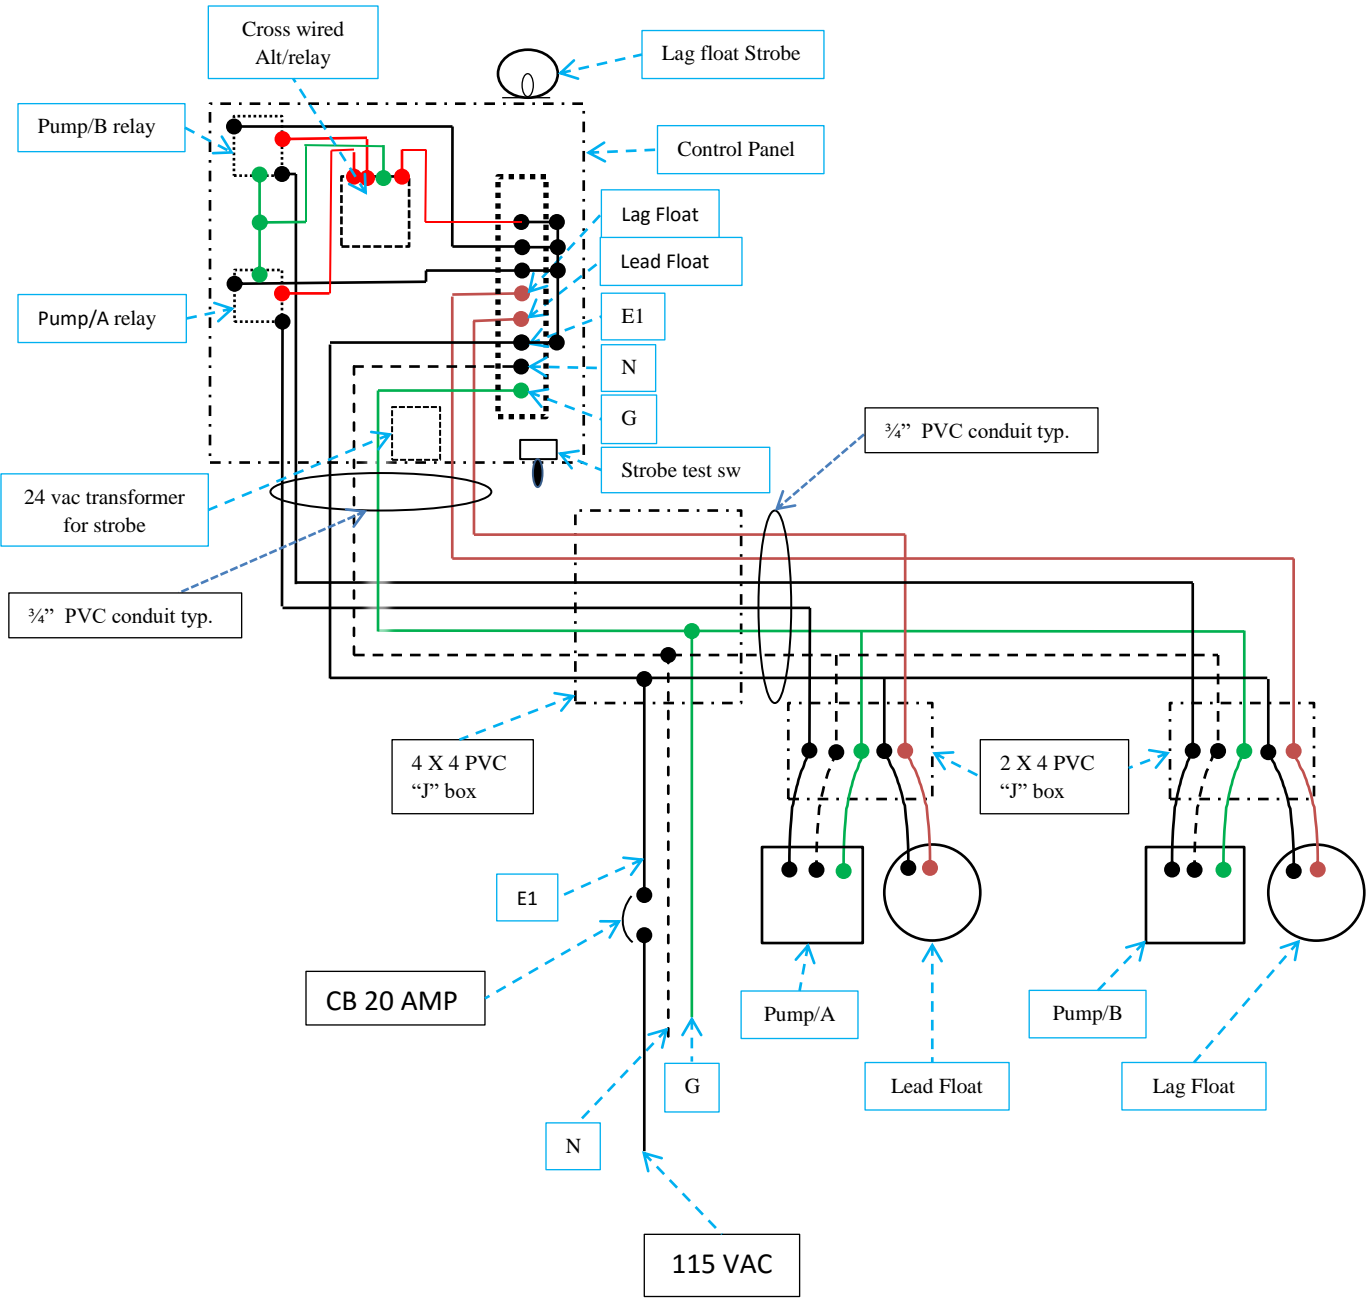 Cross wired
Alt/relay
Lag float Strobe
Pump/B relay
Control Panel
Lag Float
Lead Float
Pump/A relay
E1
N
G
¾” PVC conduit typ.
Strobe test sw
24 vac transformer
for strobe
¾” PVC conduit typ.
4 X 4 PVC
“J” box
2 X 4 PVC
“J” box
E1
CB 20 AMP
Pump/A
Pump/B
G
Lead Float
Lag Float
N
115 VAC